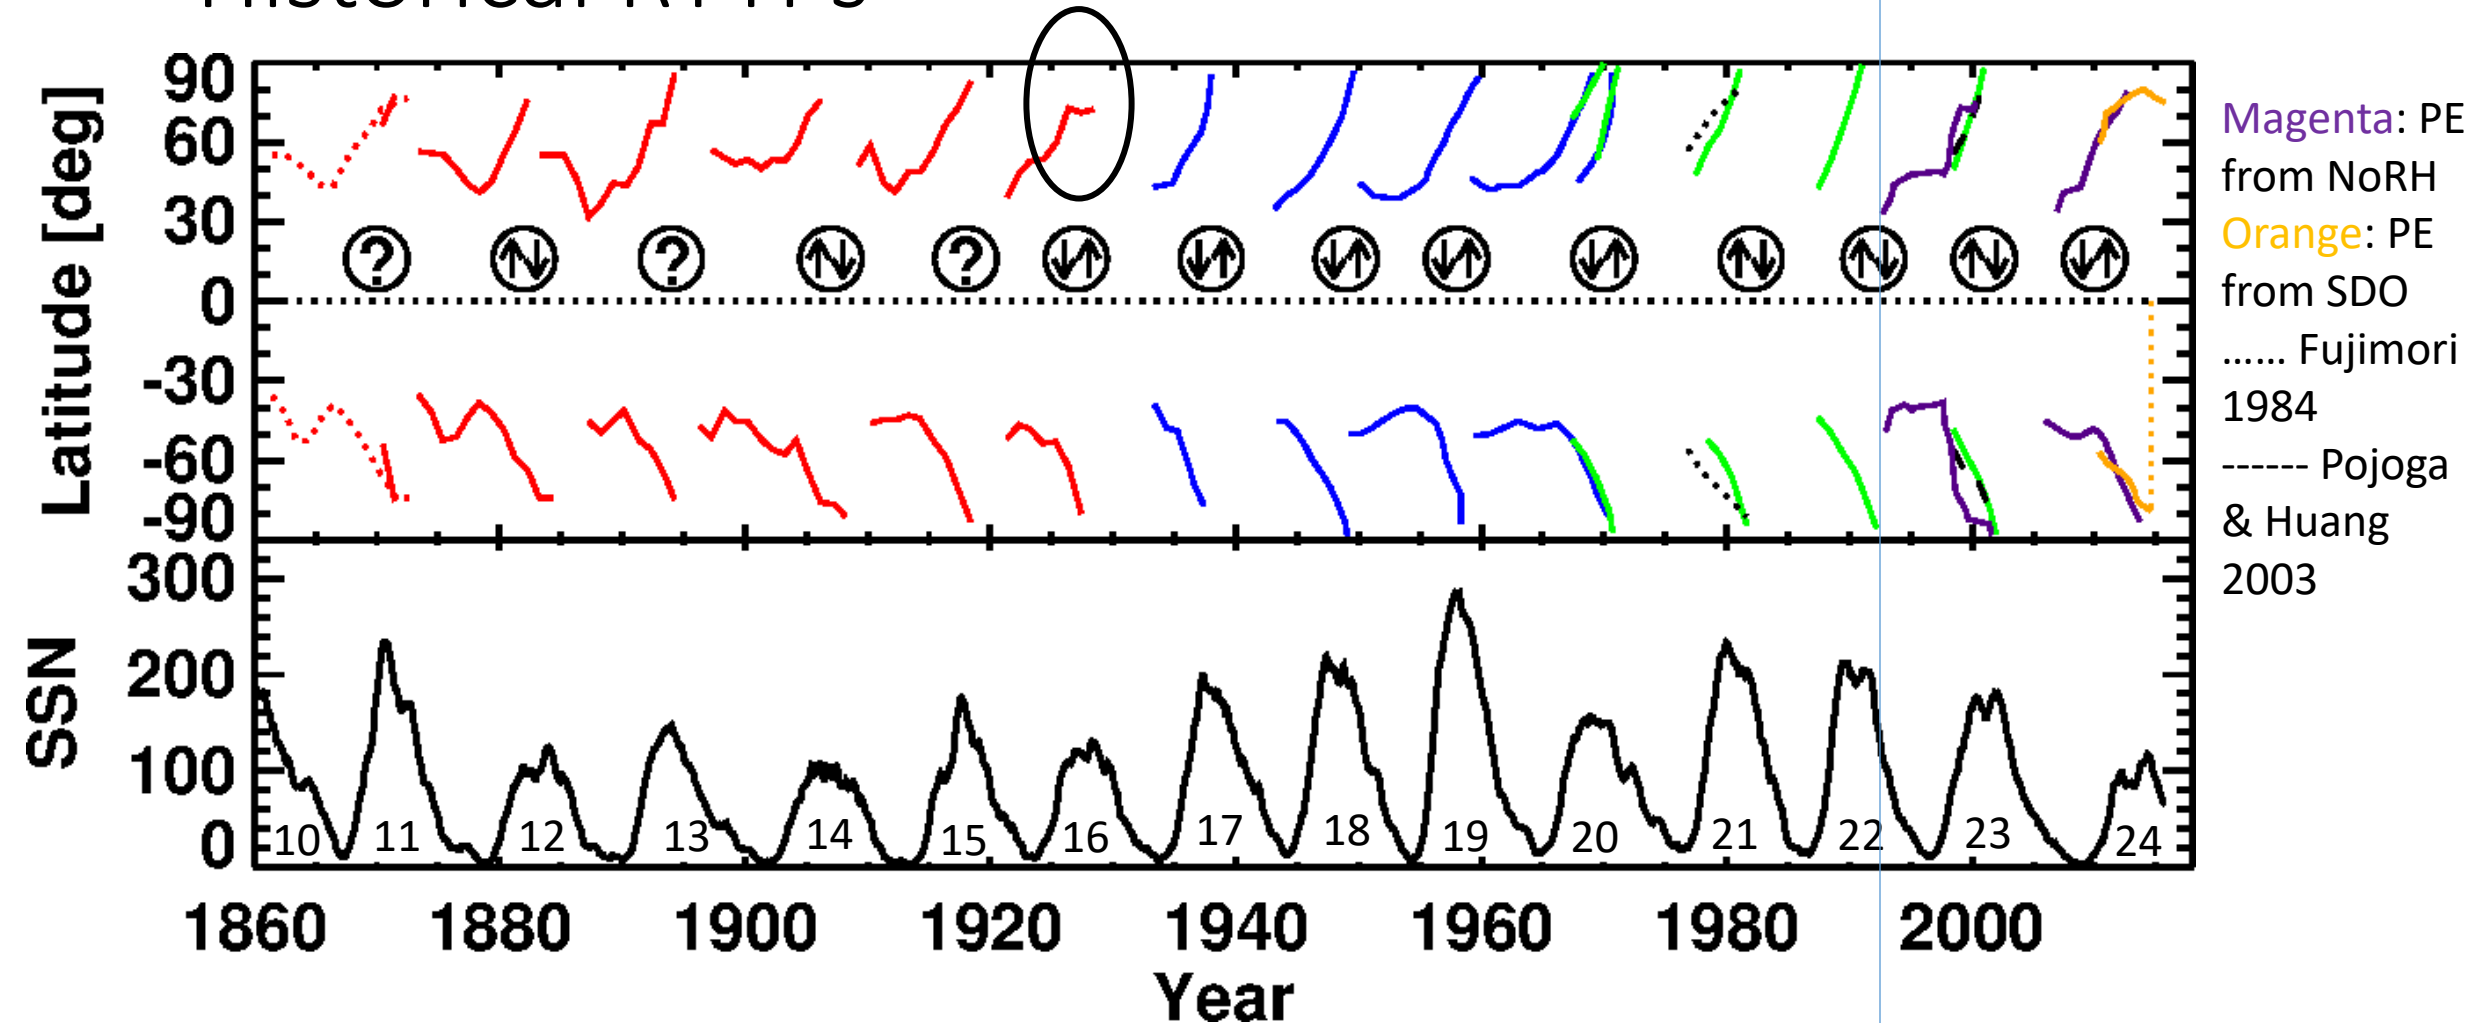 Historical RTTPs
90
60
30
0
-30
-60
-90
Latitude [deg]
? ? ?
300
200
100
0
SSN
10 11 12 13 14 15 16 17 18 19 20 21 22 23 24
1860 1880 1900 1920 1940 1960 1980 2000
Year
Magenta: PE
from NoRH
Orange: PE
from SDO
...... Fujimori
1984
------ Pojoga
& Huang
2003